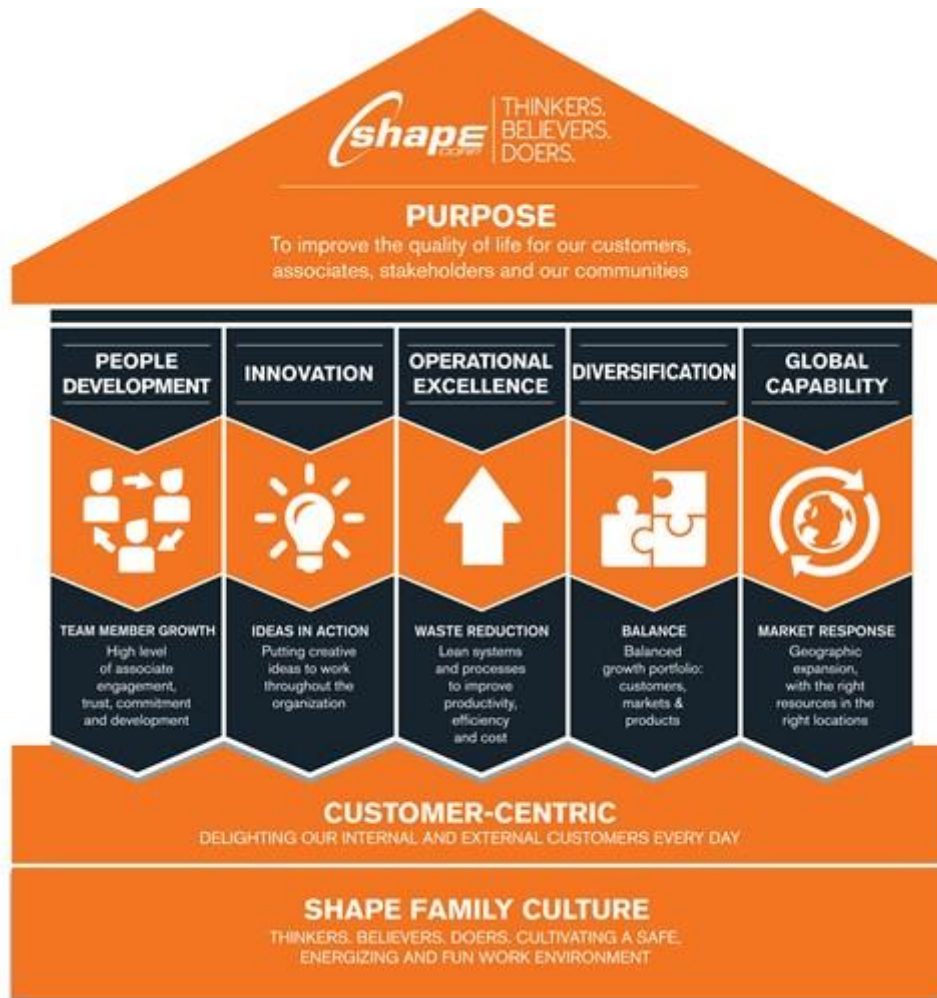 shape
CORP
THINKERS.
BELIEVERS.
DOERS.
PURPOSE
To improve the quality of life for our customers,
associates, stakeholders and our communities
PEOPLE
DEVELOPMENT
INNOVATION
OPERATIONAL
EXCELLENCE
DIVERSIFICATION
GLOBAL
CAPABILITY
TEAM MEMBER GROWTH
High level
of associate
engagement,
trust, commitment
and development
IDEAS IN ACTION
Putting creative
ideas to work
throughout the
organization
WASTE REDUCTION
Lean systems
and processes
to improve
productivity,
efficiency
and cost
BALANCE
Balanced
growth portfolio:
customers,
markets &
products
MARKET RESPONSE
Geographic
expansion,
with the right
resources in the
right locations
CUSTOMER-CENTRIC
DELIGHTING OUR INTERNAL AND EXTERNAL CUSTOMERS EVERY DAY
SHAPE FAMILY CULTURE
THINKERS. BELIEVERS. DOERS. CULTIVATING A SAFE,
ENERGIZING AND FUN WORK ENVIRONMENT